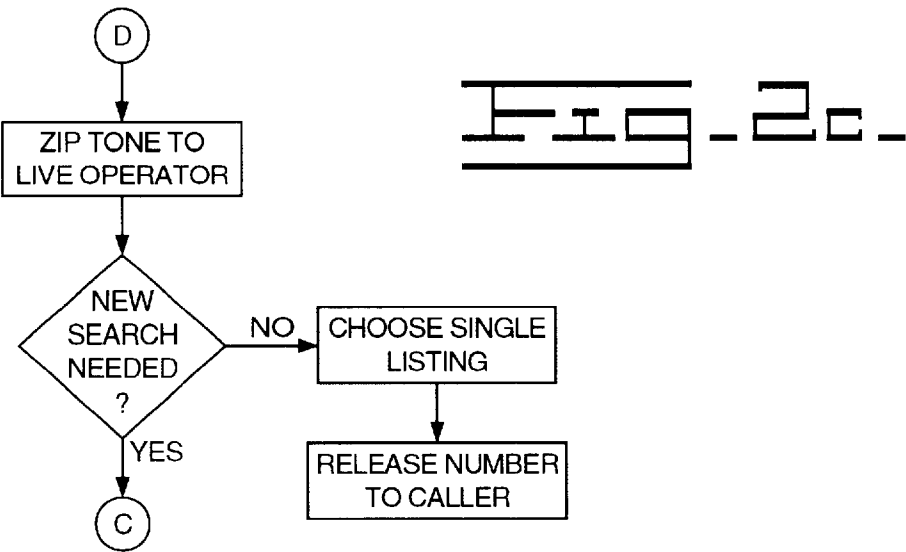 D
Fig_2c_
ZIP TONE TO
LIVE OPERATOR
NEW
SEARCH
NEEDED
?
NO
CHOOSE SINGLE
LISTING
YES
RELEASE NUMBER
TO CALLER
C